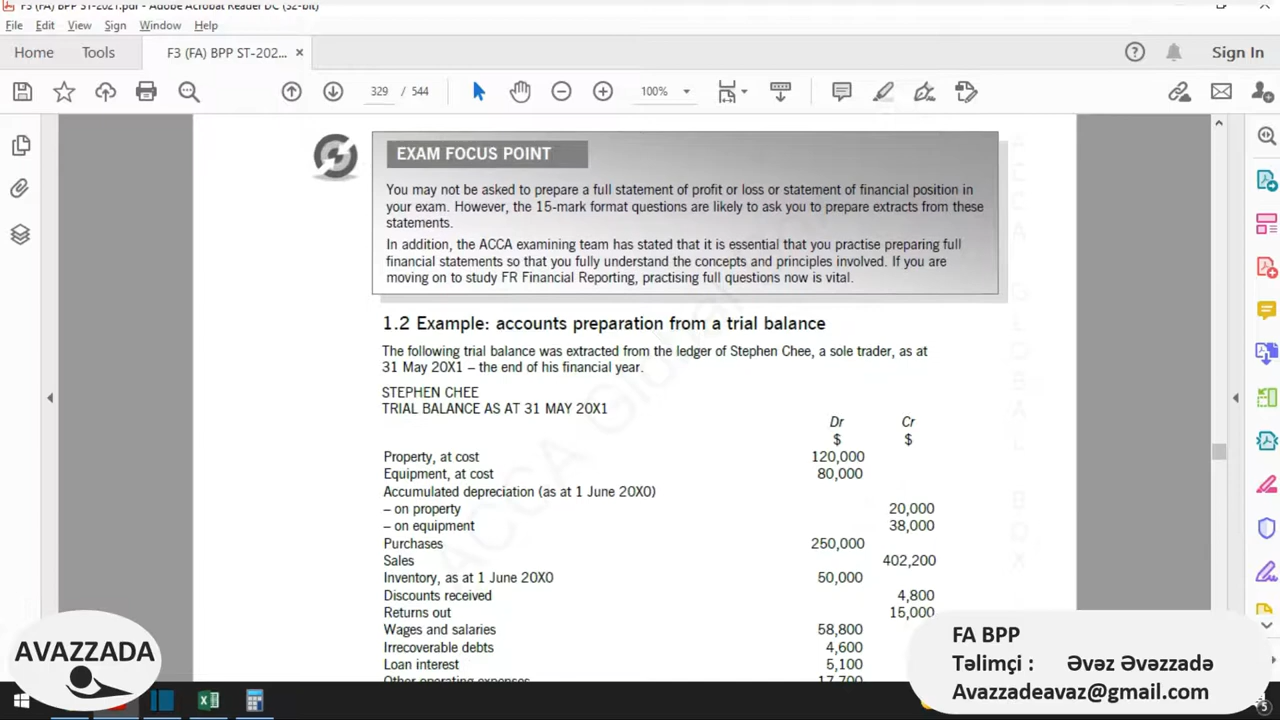 F3 (FA) BPP ST-2021.pdf - Adobe Acrobat Reader DC (32-bit)
File Edit View Sign Window Help
Home Tools F3 (FA) BPP ST-202... × Sign In
329 / 544 100%
EXAM FOCUS POINT
You may not be asked to prepare a full statement of profit or loss or statement of financial position in
your exam. However, the 15-mark format questions are likely to ask you to prepare extracts from these
statements.
In addition, the ACCA examining team has stated that it is essential that you practise preparing full
financial statements so that you fully understand the concepts and principles involved. If you are
moving on to study FR Financial Reporting, practising full questions now is vital.
1.2 Example: accounts preparation from a trial balance
The following trial balance was extracted from the ledger of Stephen Chee, a sole trader, as at
31 May 20X1 – the end of his financial year.
STEPHEN CHEE
TRIAL BALANCE AS AT 31 MAY 20X1
Dr Cr
$ $
Property, at cost 120,000
Equipment, at cost 80,000
Accumulated depreciation (as at 1 June 20X0)
– on property 20,000
– on equipment 38,000
Purchases 250,000
Sales 402,200
Inventory, as at 1 June 20X0 50,000
Discounts received 4,800
Returns out 15,000
Wages and salaries 58,800
Irrecoverable debts 4,600
Loan interest 5,100
Other operating expenses 17,700
ACCA Global
AVAZZADA
FA BPP
Təlimçi : Əvəz Əvəzzadə
Avazzadeavaz@gmail.com
5